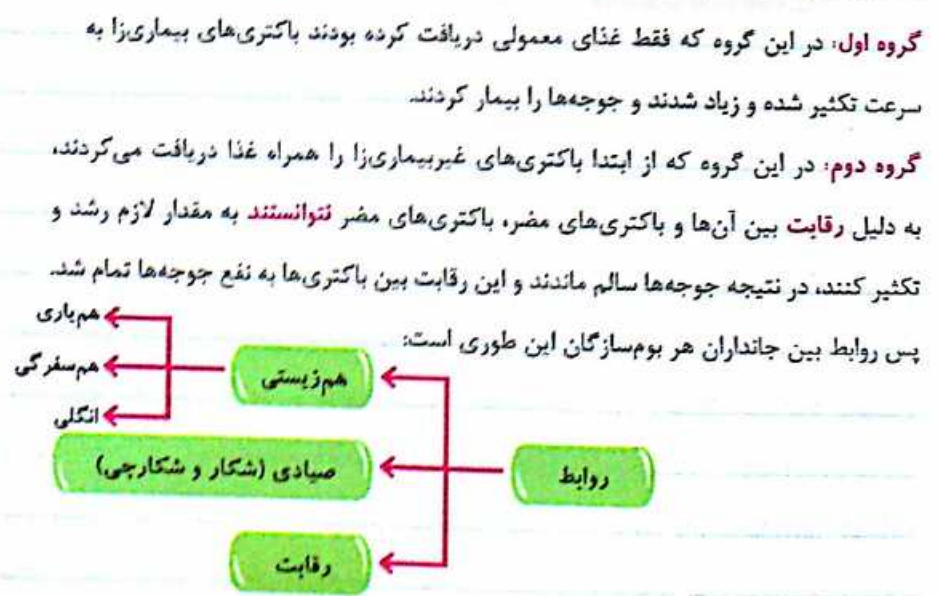 گروه اول: در این گروه که فقط غذای معمولی دریافت کرده بودند باکتری‌های بیماری‌زا به
سرعت تکثیر شده و زیاد شدند و جوجه‌ها را بیمار کردند.
گروه دوم: در این گروه که از ابتدا باکتری‌های غیربیماری‌زا را همراه غذا دریافت می‌کردند،
به دلیل رقابت بین آن‌ها و باکتری‌های مضر، باکتری‌های مضر نتوانستند به مقدار لازم رشد و
تکثیر کنند، در نتیجه جوجه‌ها سالم ماندند و این رقابت بین باکتری‌ها به نفع جوجه‌ها تمام شد.
پس روابط بین جانداران هر بوم‌سازگان این طوری است:
روابط
هم‌زیستی
هم‌یاری
هم‌سفرگی
انگلی
صیادی (شکار و شکارچی)
رقابت